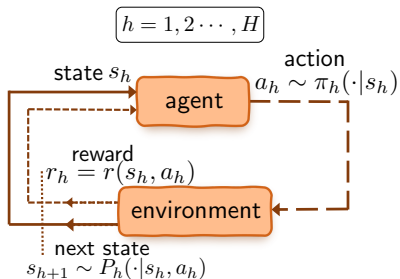 h = 1, 2 ⋯ , H
state s_h
action
a_h ∼ π_h(·|s_h)
agent
reward
r_h = r(s_h, a_h)
environment
next state
s_{h+1} ∼ P_h(·|s_h, a_h)